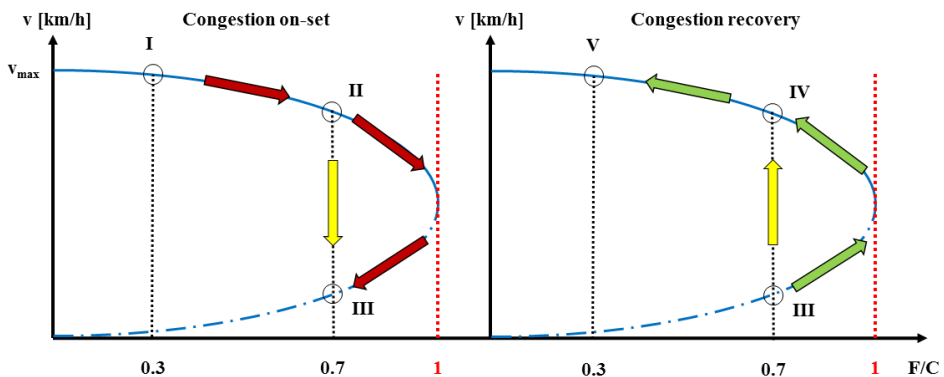 v [km/h] Congestion on-set
v [km/h] Congestion recovery
I
V
vmax
II
IV
III
III
0.3 0.7 1
0.3 0.7 1 F/C